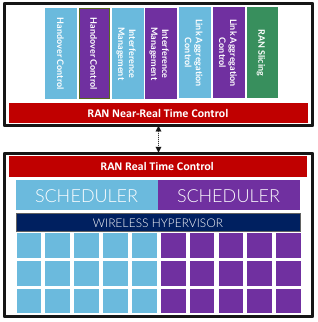 Handover Control
Handover Control
Interference
Management
Interference
Management
Link Aggregation
Control
Link Aggregation
Control
RAN Slicing
RAN Near-Real Time Control
RAN Real Time Control
SCHEDULER
SCHEDULER
WIRELESS HYPERVISOR